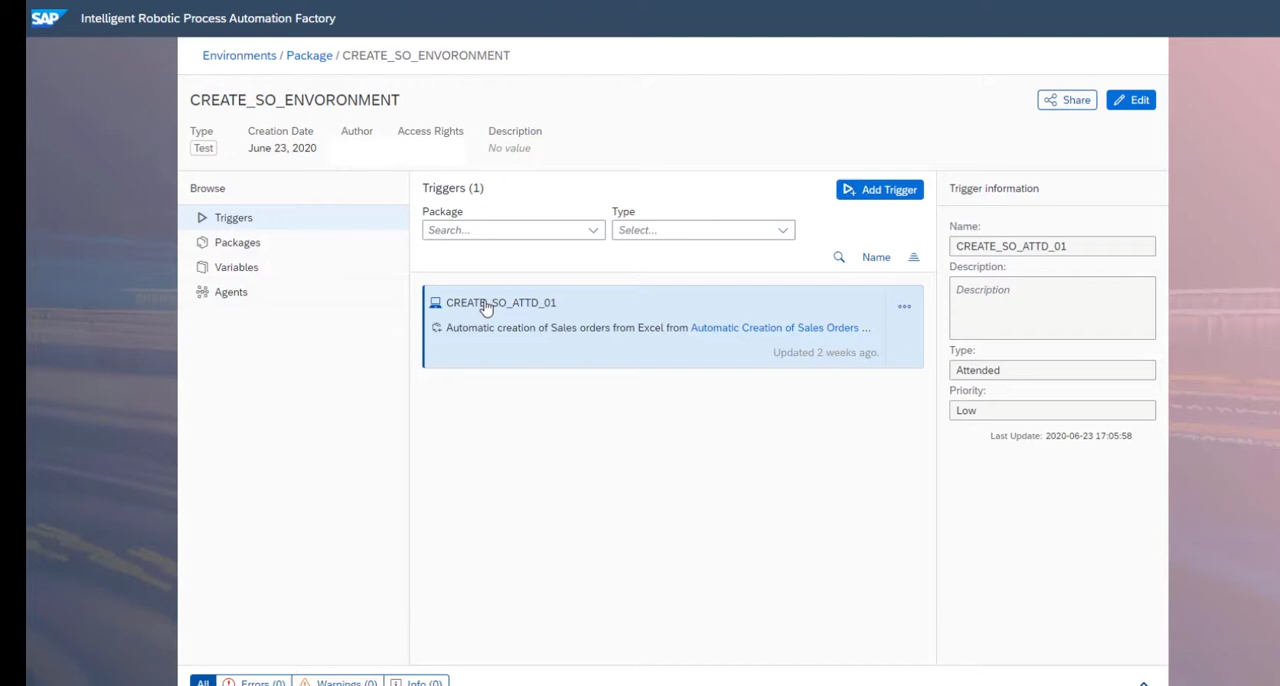 SAP Intelligent Robotic Process Automation Factory
Environments / Package / CREATE_SO_ENVORONMENT
CREATE_SO_ENVORONMENT
Share
Edit
Type
Creation Date
Author
Access Rights
Description
Test
June 23, 2020
No value
Browse
Triggers
Packages
Variables
Agents
Triggers (1)
Add Trigger
Package
Type
Search...
Select...
Name
CREATE_SO_ATTD_01
Automatic creation of Sales orders from Excel from Automatic Creation of Sales Orders ...
Updated 2 weeks ago.
Trigger information
Name:
CREATE_SO_ATTD_01
Description:
Description
Type:
Attended
Priority:
Low
Last Update: 2020-06-23 17:05:58
All
Errors (0)
Warnings (0)
Info (0)